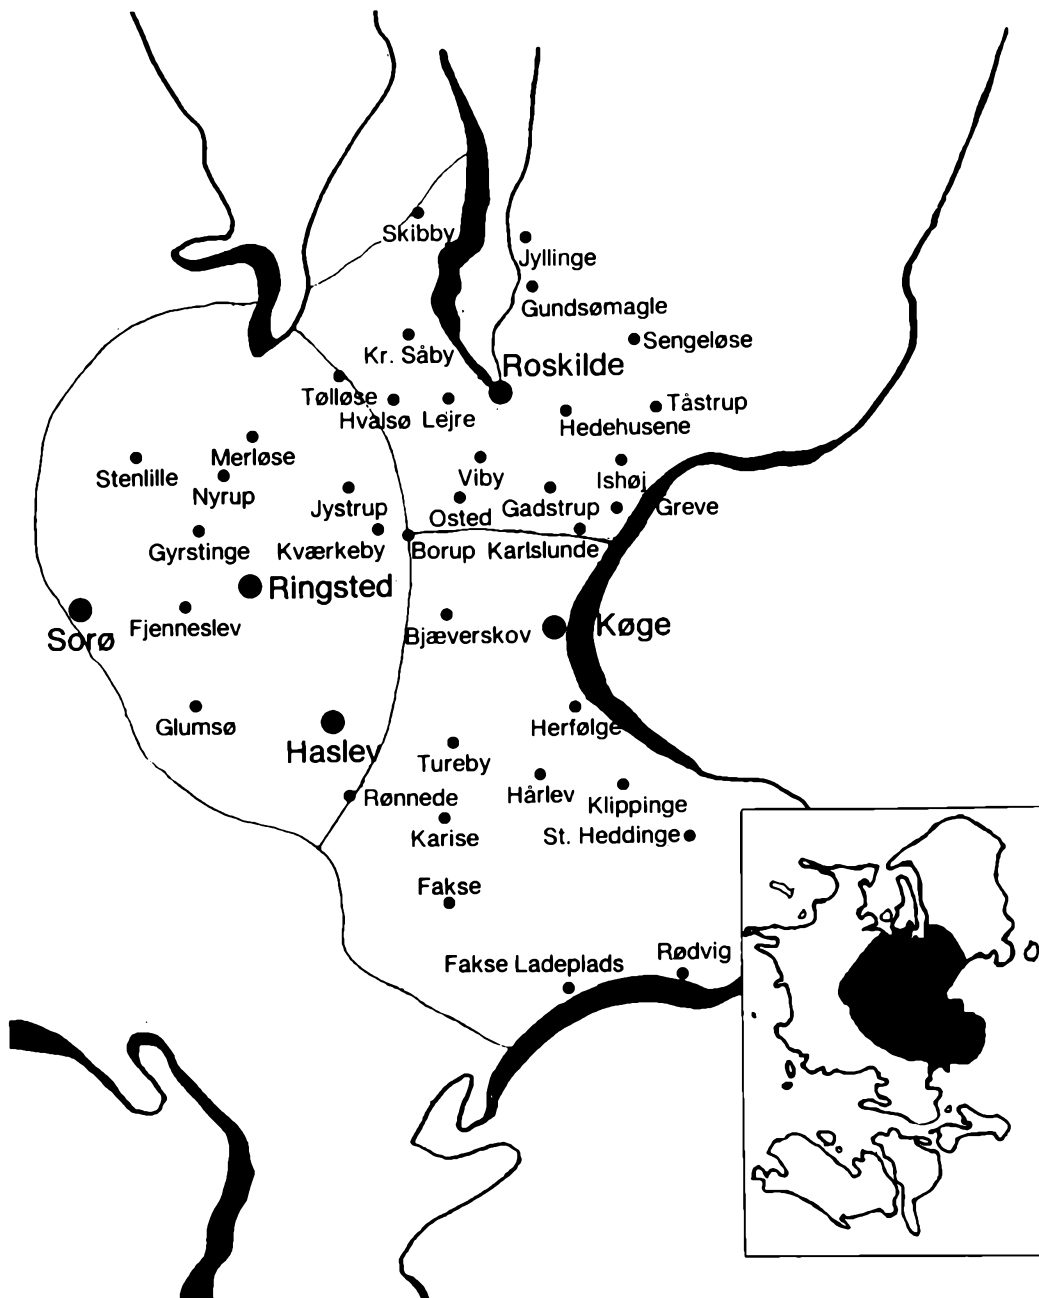 Skibby
Jyllinge
Gundsømagle
Sengeløse
Kr. Såby
Roskilde
Tølløse
Hvalsø
Lejre
Tåstrup
Hedehusene
Merløse
Stenlille
Nyrup
Viby
Ishøj
Jystrup
Osted
Gadstrup
Greve
Gyrstinge
Kværkeby
Borup
Karlslunde
Ringsted
Sorø
Fjenneslev
Bjæverskov
Køge
Glumsø
Haslev
Herfølge
Tureby
Rønnede
Hårlev
Klippinge
Karise
St. Heddinge
Fakse
Fakse Ladeplads
Rødvig